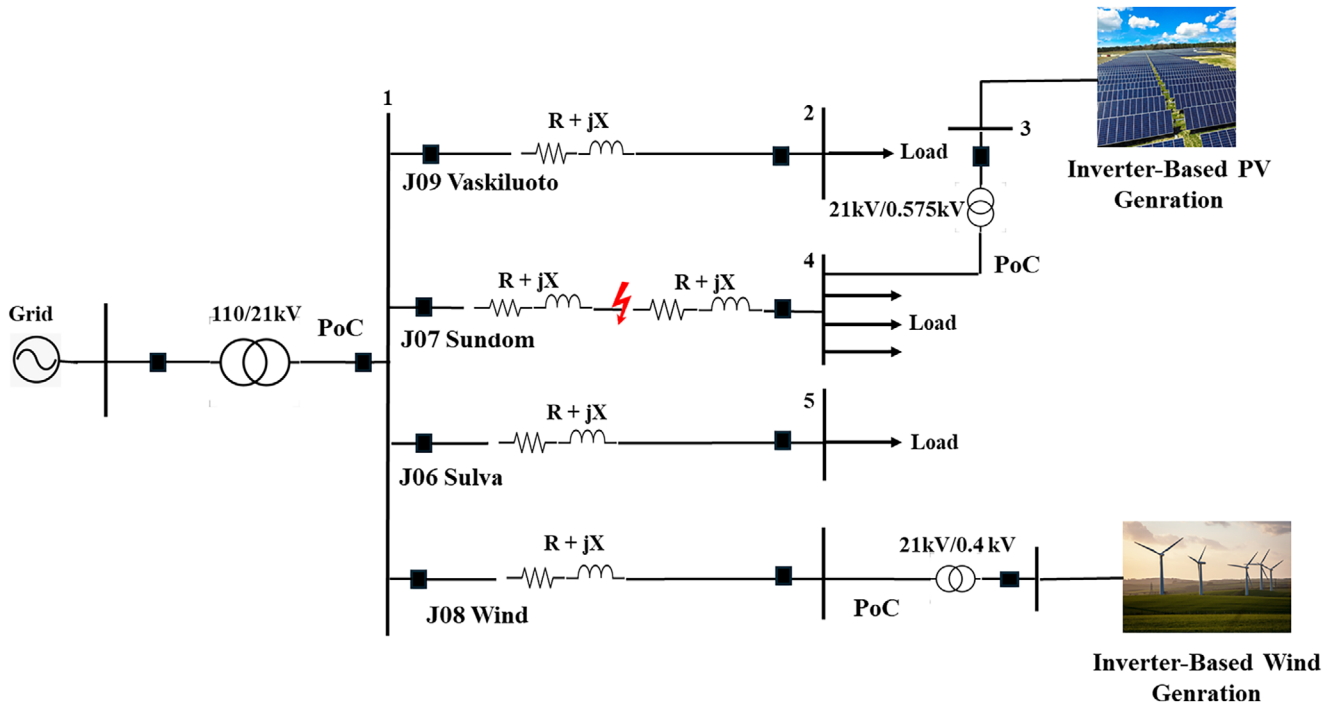 1
R + jX
2
Load
J09 Vaskiluoto
3
Inverter-Based PV
Genration
21kV/0.575kV
4
PoC
R + jX
R + jX
Load
J07 Sundom
Grid
110/21kV
PoC
5
R + jX
Load
J06 Sulva
R + jX
21kV/0.4 kV
PoC
J08 Wind
Inverter-Based Wind
Genration